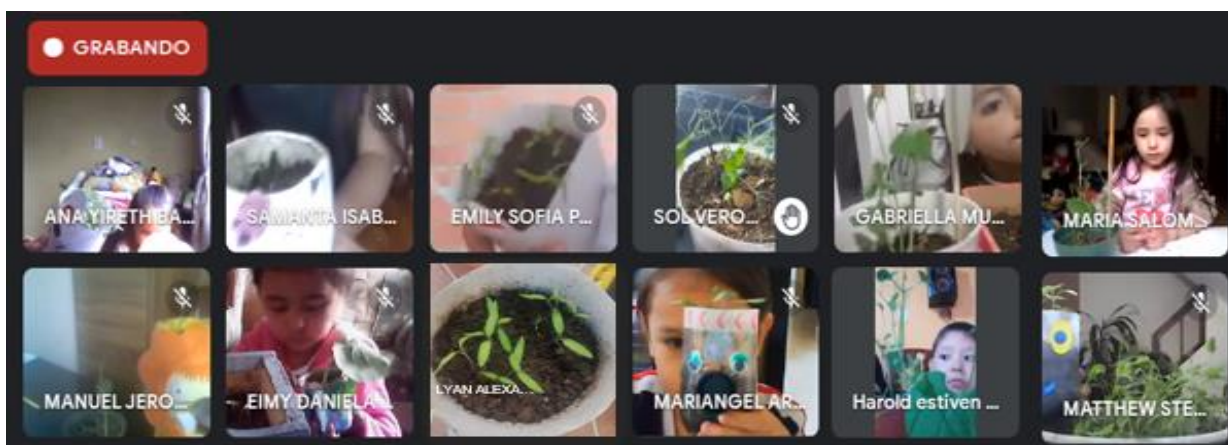 GRABANDO
ANA YIRETH BA...
SAMANTA ISAB...
EMILY SOFIA P...
SOL VERO...
GABRIELLA MU...
MARIA SALOM...
MANUEL JERO...
EIMY DANIELA...
LYAN ALEXA...
MARIANGEL AR...
Harold estiven ...
MATTHEW STE...